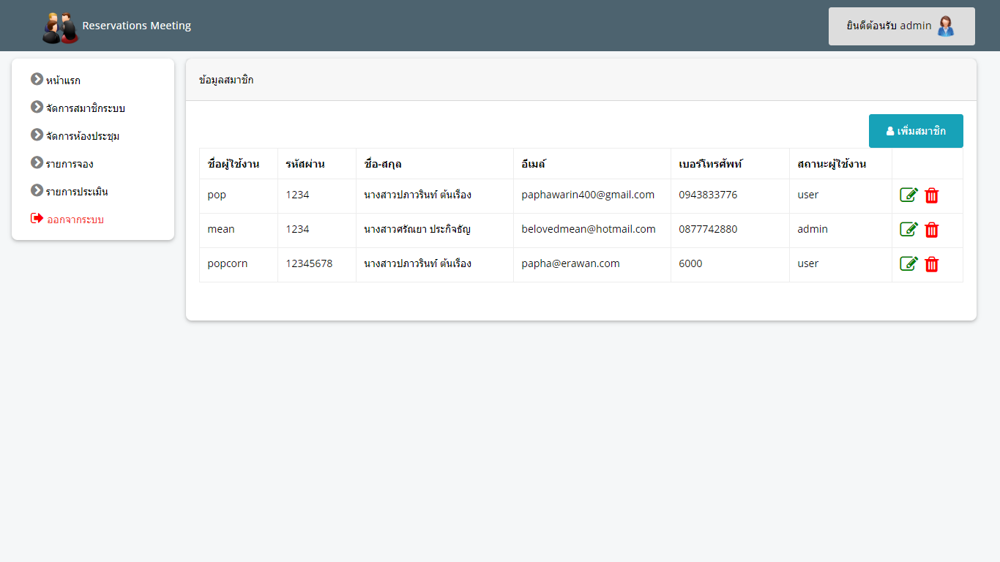 Reservations Meeting
ยินดีต้อนรับ admin
หน้าแรก
จัดการสมาชิกระบบ
จัดการห้องประชุม
รายการจอง
รายการประเมิน
ออกจากระบบ
ข้อมูลสมาชิก
เพิ่มสมาชิก
ชื่อผู้ใช้งาน รหัสผ่าน ชื่อ-สกุล อีเมล์ เบอร์โทรศัพท์ สถานะผู้ใช้งาน
pop 1234 นางสาวปภาวรินท์ ต้นเรือง paphawarin400@gmail.com 0943833776 user
mean 1234 นางสาวศรัณยา ประกิจธัญ belovedmean@hotmail.com 0877742880 admin
popcorn 12345678 นางสาวปภาวรินท์ ต้นเรือง papha@erawan.com 6000 user